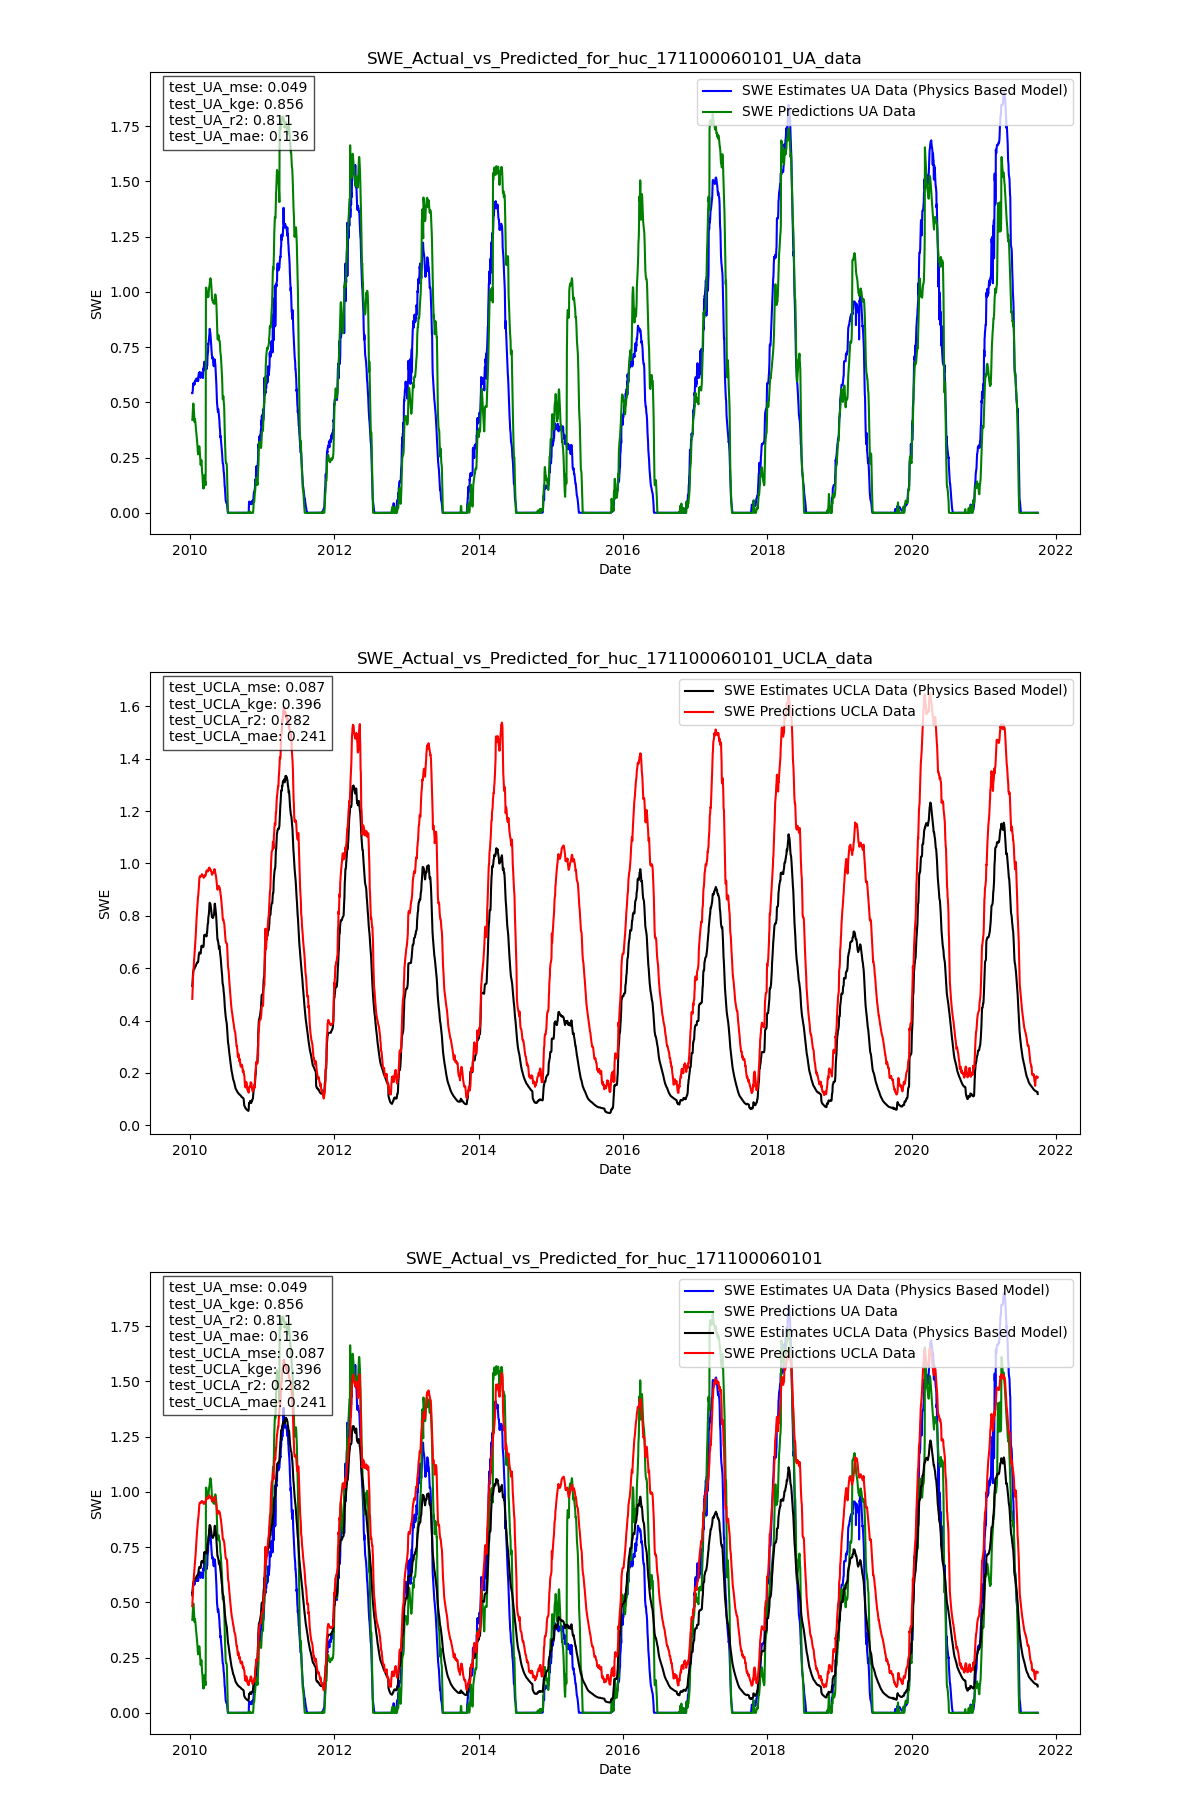 SWE_Actual_vs_Predicted_for_huc_171100060101_UA_data
test_UA_mse: 0.049
test_UA_kge: 0.856
test_UA_r2: 0.811
test_UA_mae: 0.136
SWE Estimates UA Data (Physics Based Model)
SWE Predictions UA Data
1.75
1.50
1.25
1.00
0.75
0.50
0.25
0.00
SWE
2010 2012 2014 2016 2018 2020 2022
Date
SWE_Actual_vs_Predicted_for_huc_171100060101_UCLA_data
test_UCLA_mse: 0.087
test_UCLA_kge: 0.396
test_UCLA_r2: 0.282
test_UCLA_mae: 0.241
SWE Estimates UCLA Data (Physics Based Model)
SWE Predictions UCLA Data
1.6
1.4
1.2
1.0
0.8
0.6
0.4
0.2
0.0
SWE
2010 2012 2014 2016 2018 2020 2022
Date
SWE_Actual_vs_Predicted_for_huc_171100060101
test_UA_mse: 0.049
test_UA_kge: 0.856
test_UA_r2: 0.811
test_UA_mae: 0.136
test_UCLA_mse: 0.087
test_UCLA_kge: 0.396
test_UCLA_r2: 0.282
test_UCLA_mae: 0.241
SWE Estimates UA Data (Physics Based Model)
SWE Predictions UA Data
SWE Estimates UCLA Data (Physics Based Model)
SWE Predictions UCLA Data
1.75
1.50
1.25
1.00
0.75
0.50
0.25
0.00
SWE
2010 2012 2014 2016 2018 2020 2022
Date